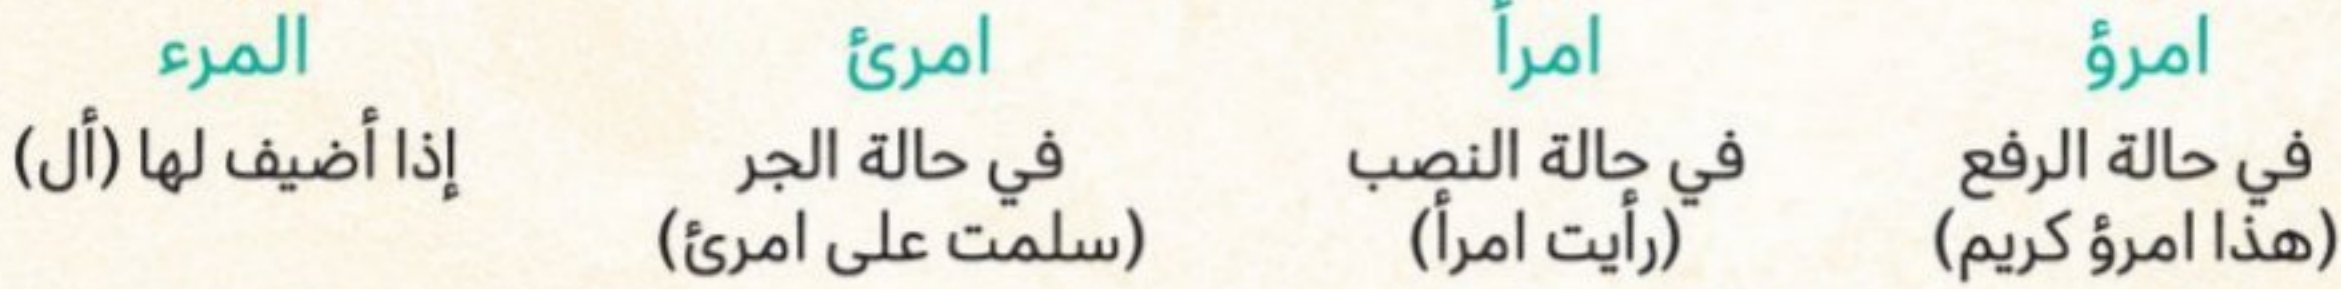 امرؤ
في حالة الرفع
(هذا امرؤ كريم)
امرأ
في حالة النصب
(رأيت امرأ)
امرئ
في حالة الجر
(سلمت على امرئ)
المرء
إذا أضيف لها (أل)